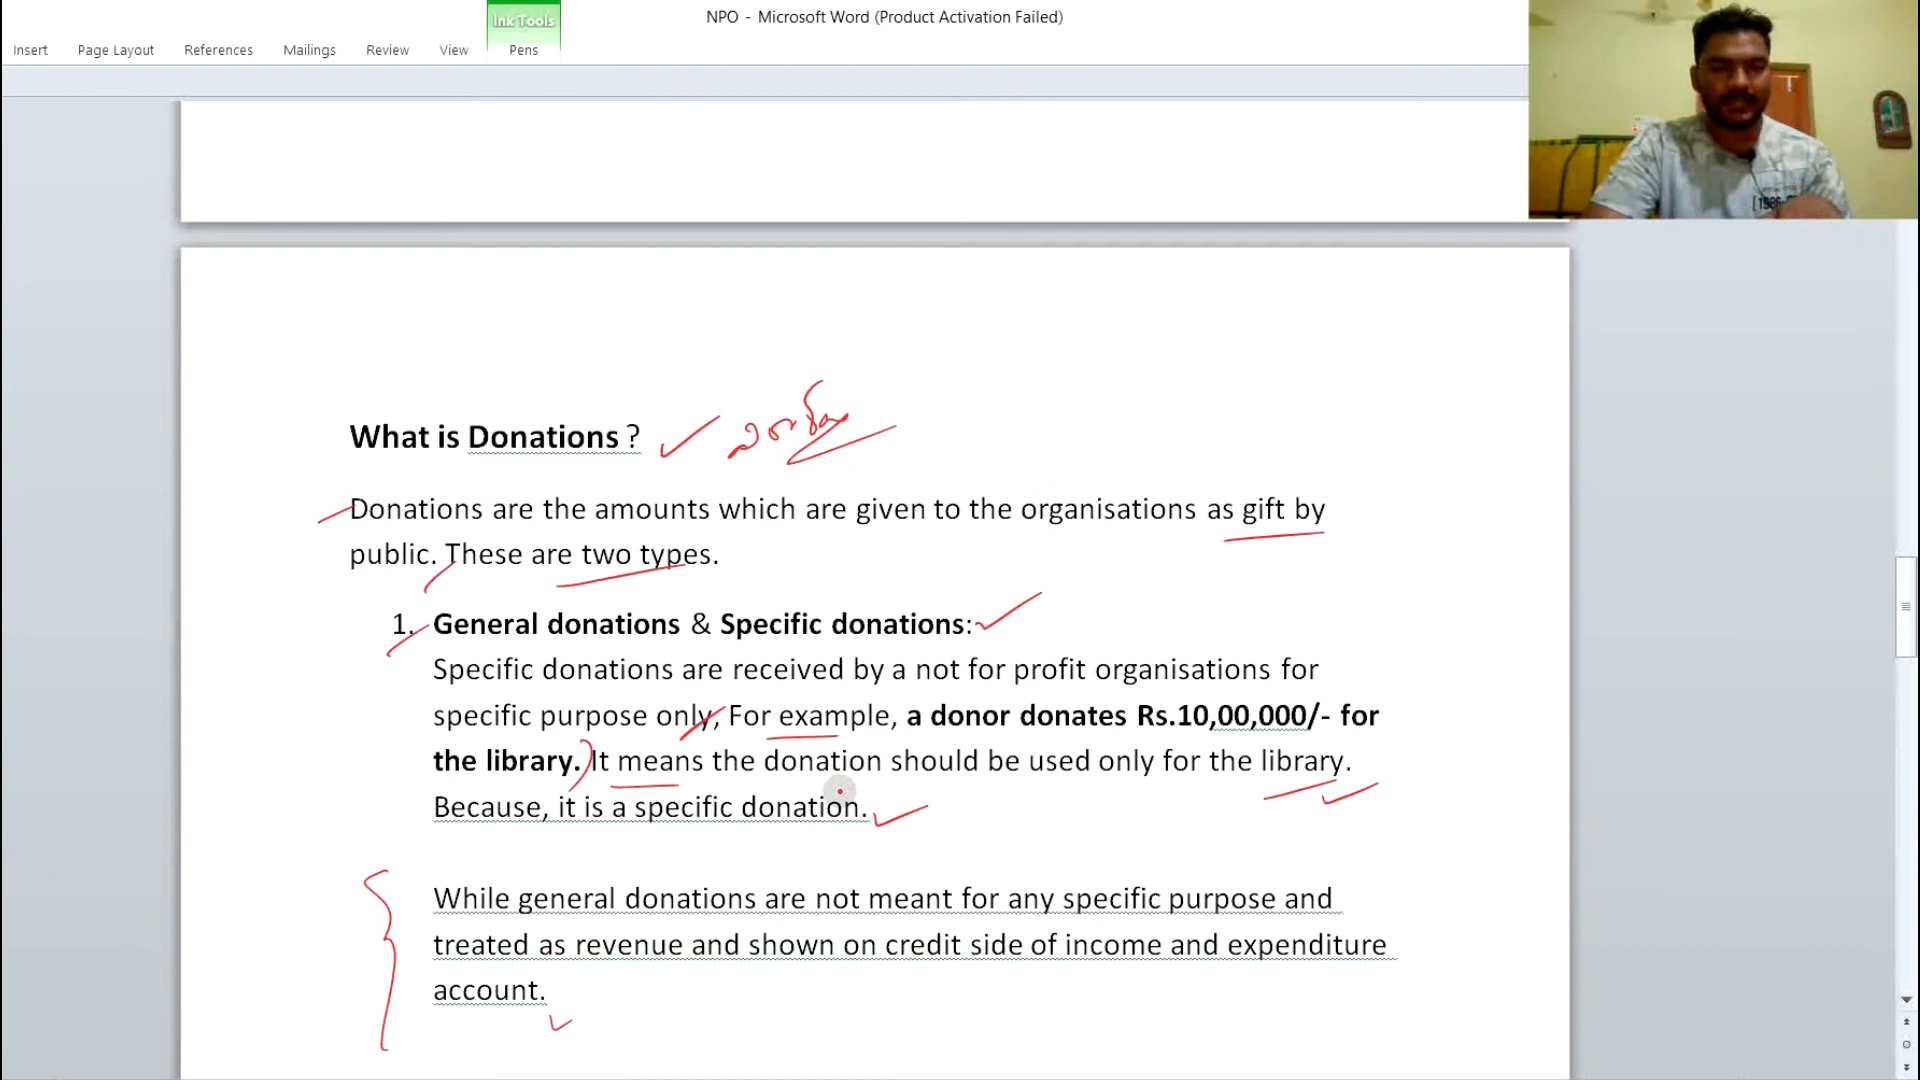 Ink Tools
NPO - Microsoft Word (Product Activation Failed)
Insert Page Layout References Mailings Review View Pens
What is Donations ?
Donations are the amounts which are given to the organisations as gift by
public. These are two types.
1. General donations & Specific donations:
Specific donations are received by a not for profit organisations for
specific purpose only, For example, a donor donates Rs.10,00,000/- for
the library. It means the donation should be used only for the library.
Because, it is a specific donation.
While general donations are not meant for any specific purpose and
treated as revenue and shown on credit side of income and expenditure
account.